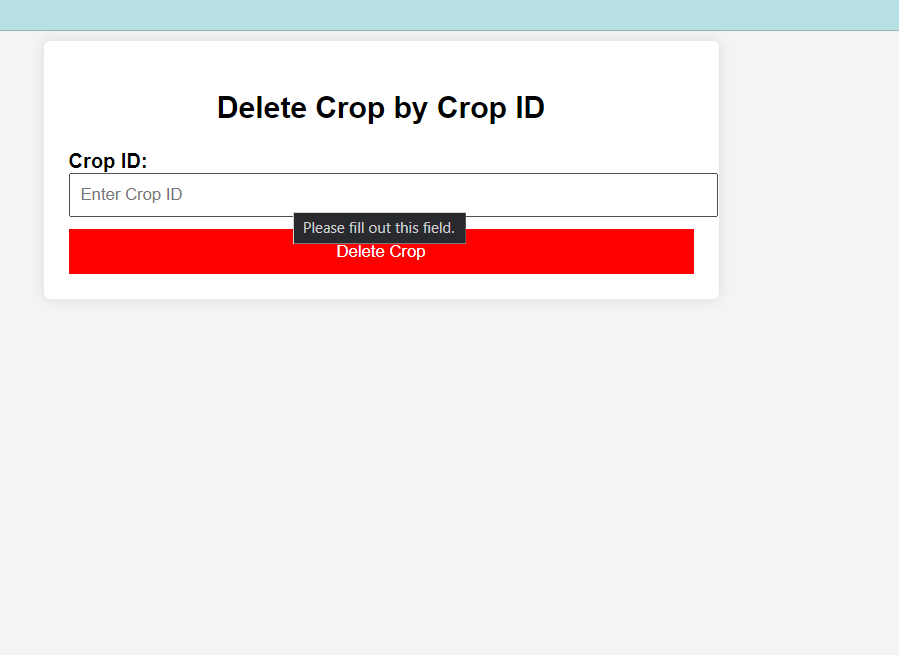 Delete Crop by Crop ID
Crop ID:
Enter Crop ID
Please fill out this field.
Delete Crop